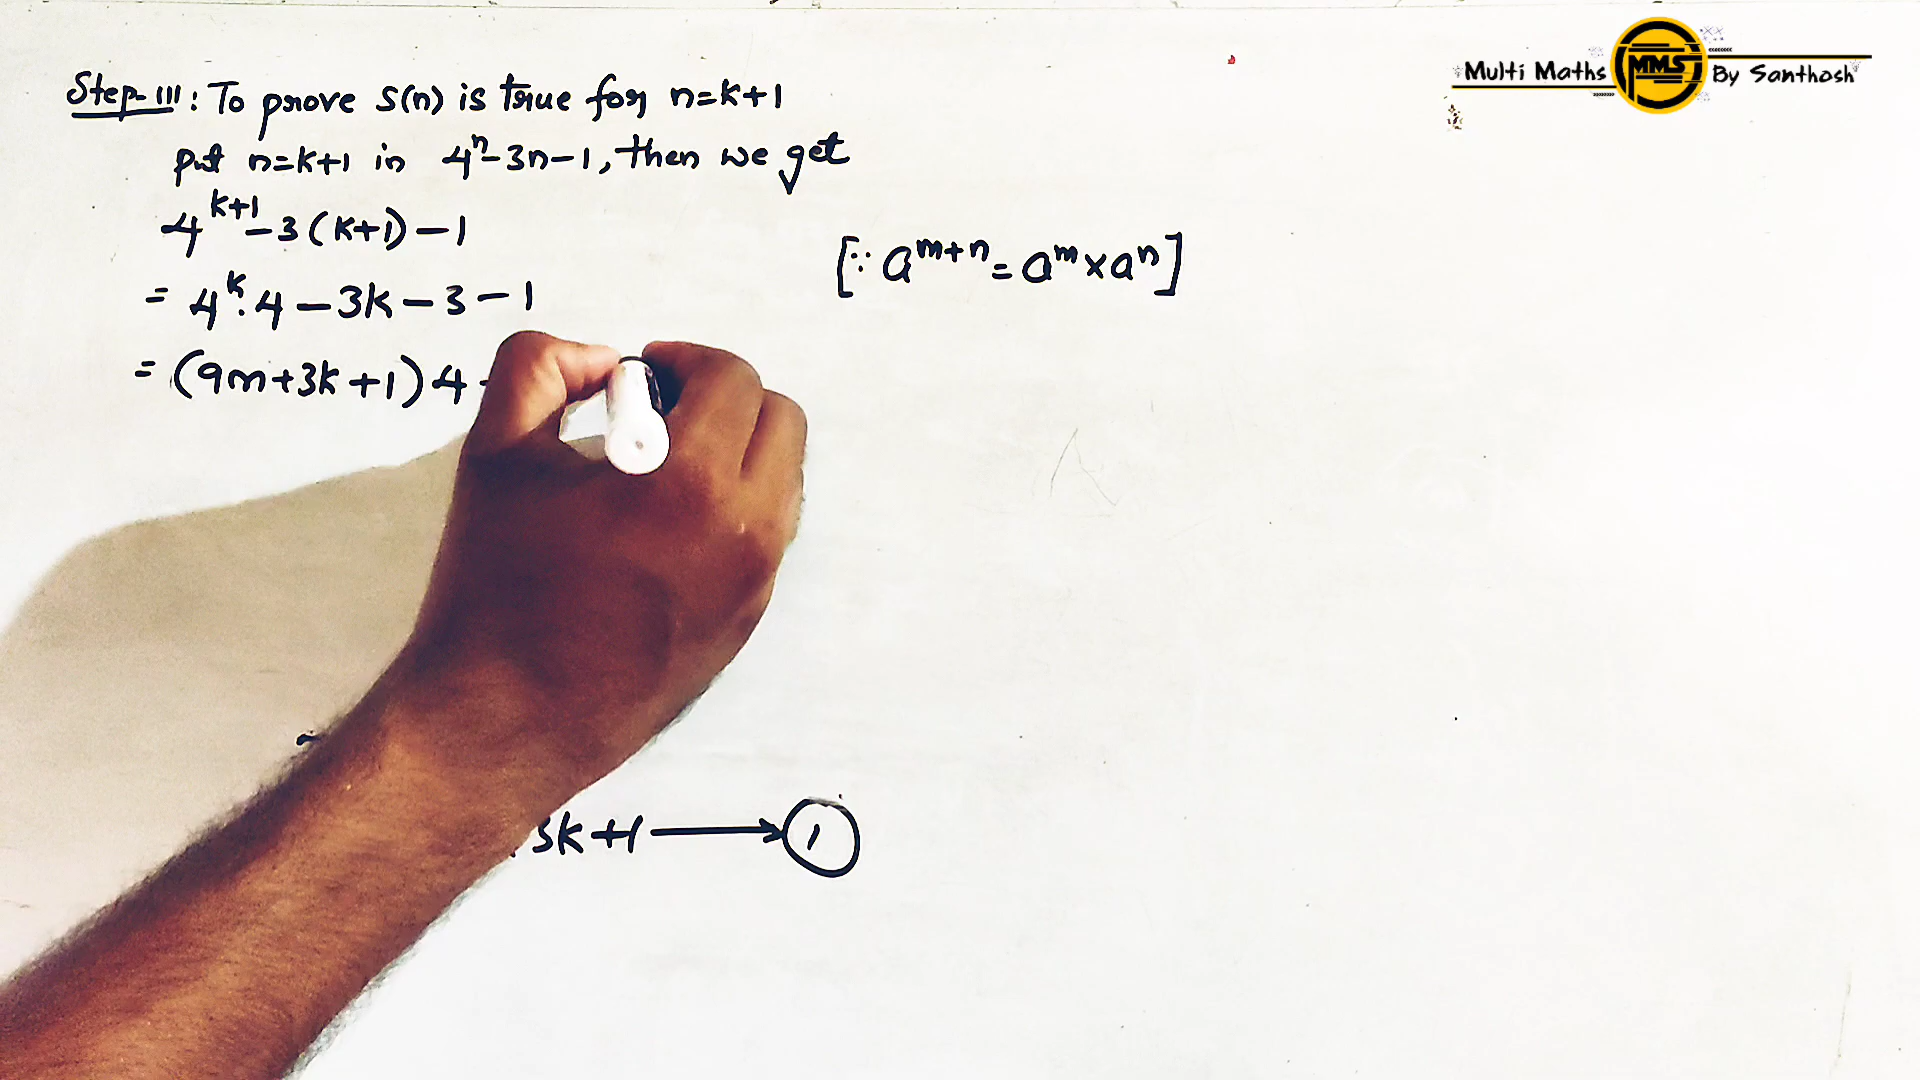 Step-III: To prove S(n) is true for n=k+1
put n=k+1 in 4ⁿ-3n-1, then we get
4^(k+1) - 3(k+1) - 1
= 4^k · 4 - 3k - 3 - 1
[∵ a^(m+n) = a^m × a^n]
= (9m+3k+1)4 -
3k+1 → ①
Multi Maths MMS By Santhosh